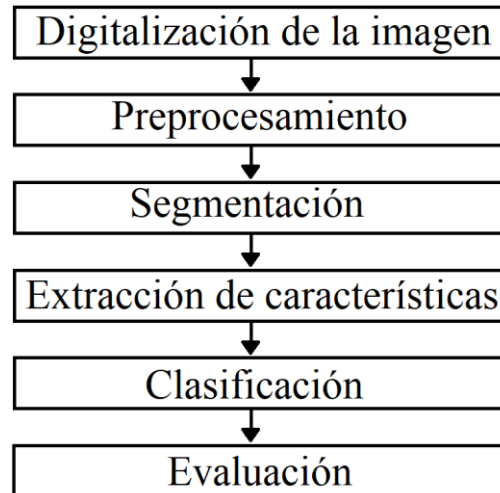 Digitalización de la imagen
Preprocesamiento
Segmentación
Extracción de características
Clasificación
Evaluación